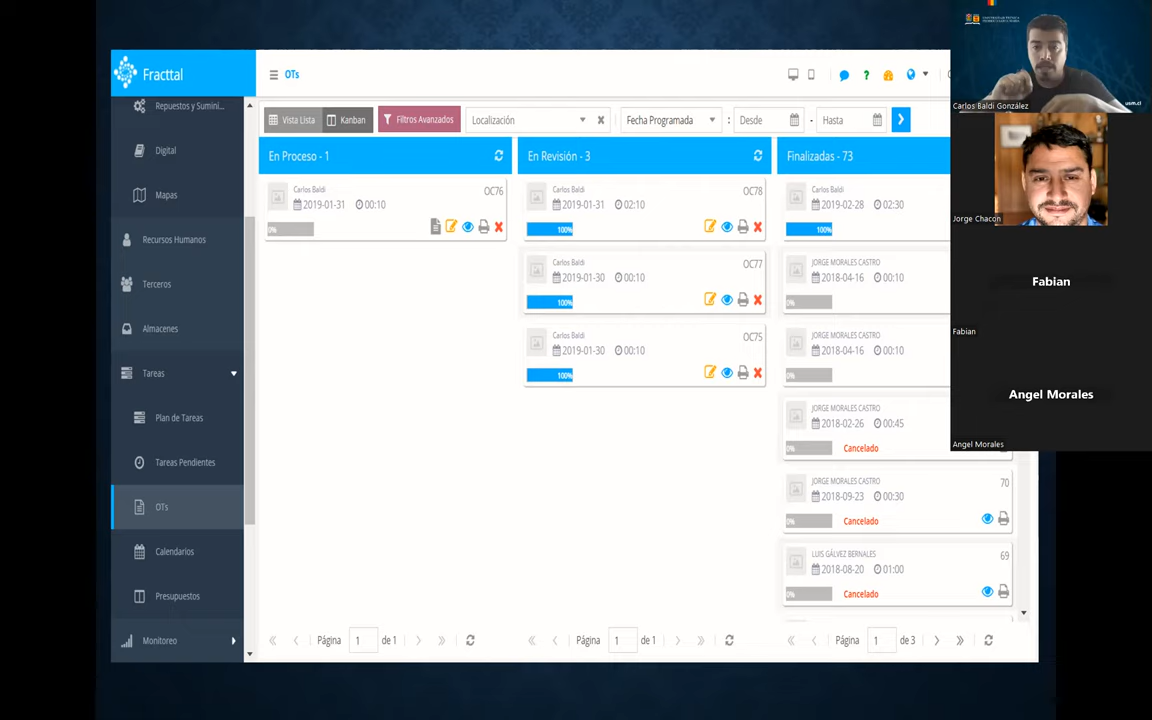 Fracttal
OTs
Repuestos y Sumini...
Digital
Mapas
Recursos Humanos
Terceros
Almacenes
Tareas
Plan de Tareas
Tareas Pendientes
OTs
Calendarios
Presupuestos
Monitoreo
Vista Lista
Kanban
Filtros Avanzados
Localización
Fecha Programada
:
Desde
-
Hasta
En Proceso - 1
Carlos Baldi
OC76
2019-01-31 00:10
0%
Página 1 de 1
En Revisión - 3
Carlos Baldi
OC78
2019-01-31 02:10
100%
Carlos Baldi
OC77
2019-01-30 00:10
100%
Carlos Baldi
OC75
2019-01-30 00:10
100%
Página 1 de 1
Finalizadas - 73
Carlos Baldi
2019-02-28 02:30
100%
JORGE MORALES CASTRO
2018-04-16 00:10
0%
JORGE MORALES CASTRO
2018-04-16 00:10
0%
JORGE MORALES CASTRO
2018-02-26 00:45
0% Cancelado
JORGE MORALES CASTRO
70
2018-09-23 00:30
0% Cancelado
LUIS GÁLVEZ BERNALES
69
2018-08-20 01:00
0% Cancelado
Página 1 de 3
usm.cl
Carlos Baldi González
Jorge Chacon
Fabian
Fabian
Angel Morales
Angel Morales